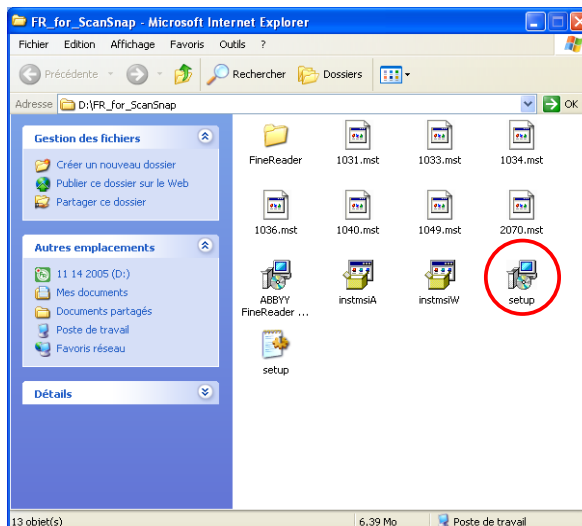 FR_for_ScanSnap - Microsoft Internet Explorer
Fichier Edition Affichage Favoris Outils ?
Précédente Rechercher Dossiers
Adresse D:\FR_for_ScanSnap OK
Gestion des fichiers
Créer un nouveau dossier
Publier ce dossier sur le Web
Partager ce dossier
Autres emplacements
11 14 2005 (D:)
Mes documents
Documents partagés
Poste de travail
Favoris réseau
Détails
FineReader 1031.mst 1033.mst 1034.mst
1036.mst 1040.mst 1049.mst 2070.mst
ABBYY instmsiA instmsiW setup
FineReader ...
setup
13 objet(s) 6,39 Mo Poste de travail